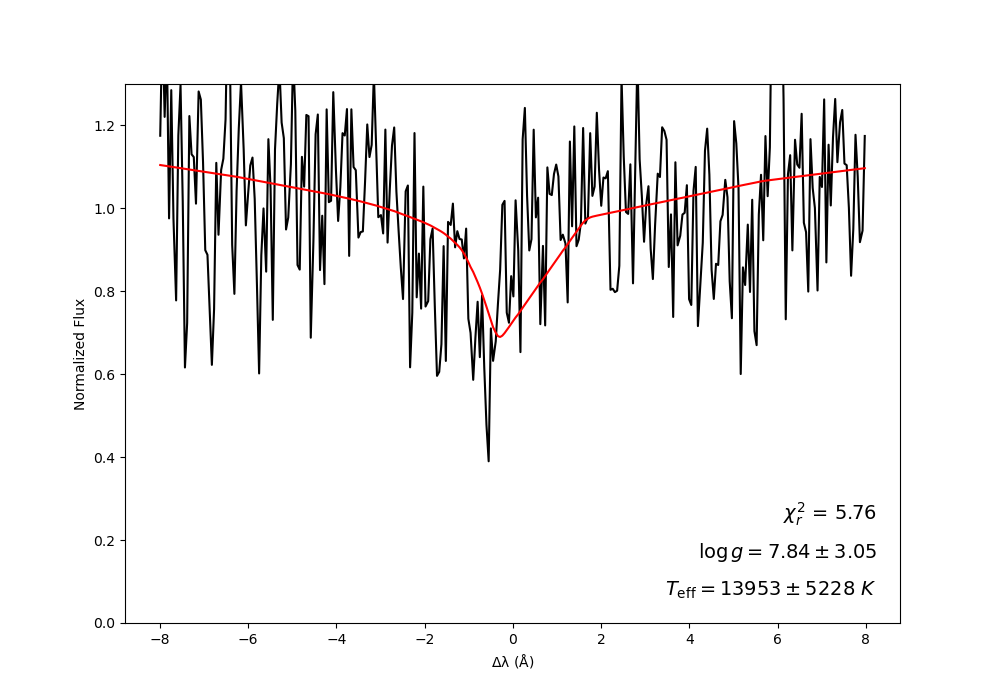 1.2
1.0
0.8
0.6
0.4
0.2
0.0
Normalized Flux
χ²ᵣ = 5.76
log g = 7.84 ± 3.05
T_eff = 13953 ± 5228 K
−8 −6 −4 −2 0 2 4 6 8
Δλ (Å)